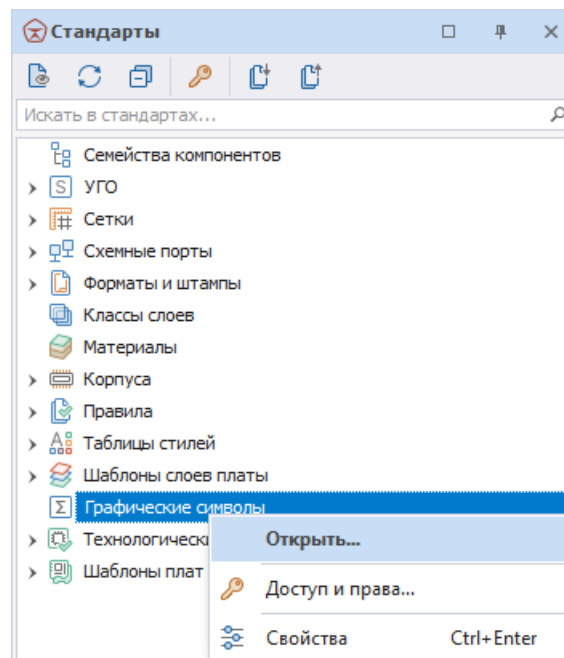 Стандарты
Искать в стандартах...
Семейства компонентов
S УГО
Сетки
Схемные порты
Форматы и штампы
Классы слоев
Материалы
Корпуса
Правила
Таблицы стилей
Шаблоны слоев платы
Σ Графические символы
Технологически
Открыть...
Шаблоны плат
Доступ и права...
Свойства Ctrl+Enter